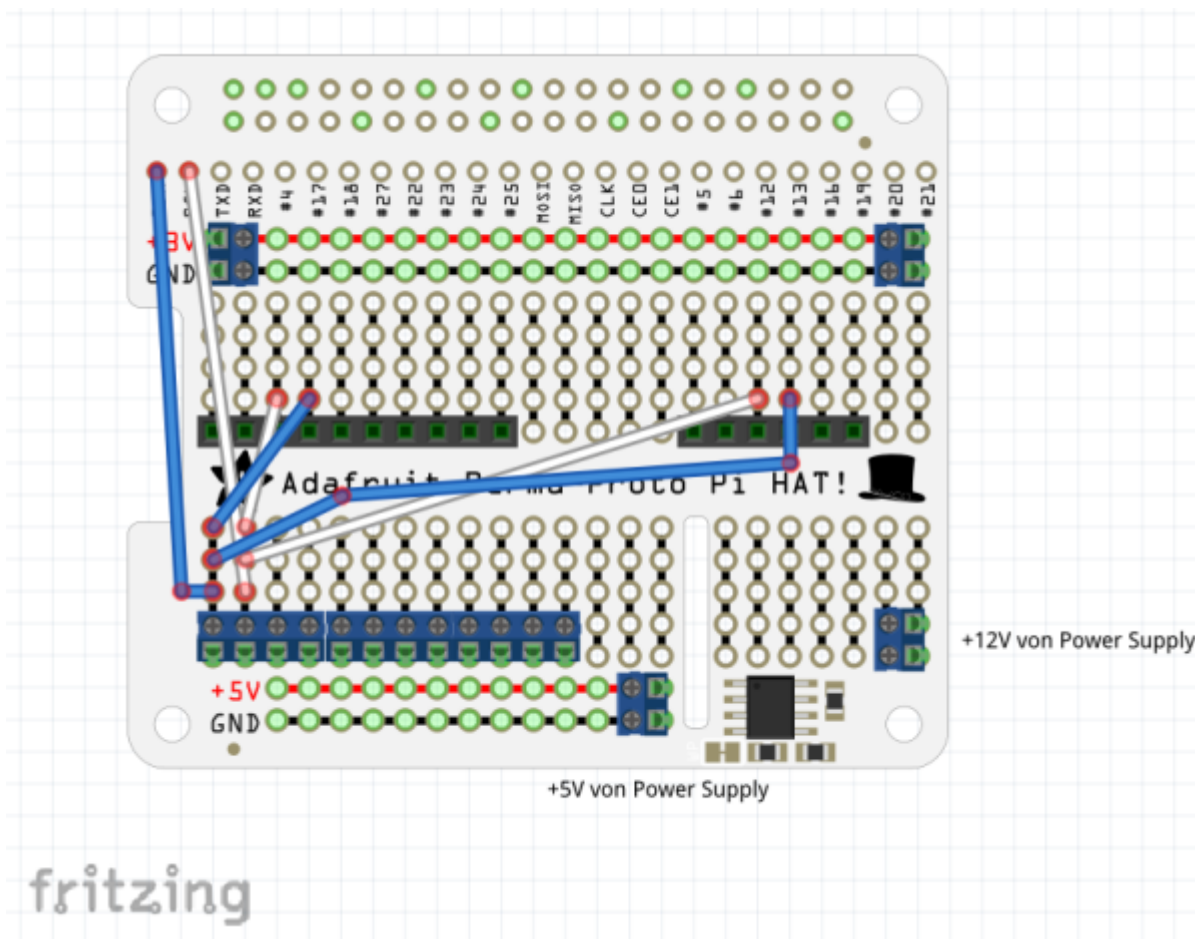 TXD
RXD
#4
#17
#18
#27
#22
#23
#24
#25
MOSI
MISO
CLK
CE0
CE1
#5
#6
#12
#13
#16
#19
#20
#21
+3V
GND
Adafruit Perma Proto Pi HAT!
+12V von Power Supply
+5V
GND
+5V von Power Supply
fritzing